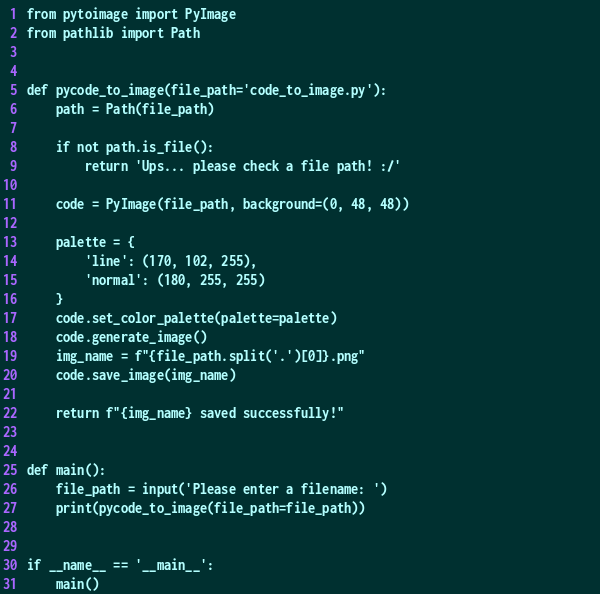 1 from pytoimage import PyImage
2 from pathlib import Path
3
4
5 def pycode_to_image(file_path='code_to_image.py'):
6     path = Path(file_path)
7
8     if not path.is_file():
9         return 'Ups... please check a file path! :/'
10
11     code = PyImage(file_path, background=(0, 48, 48))
12
13     palette = {
14         'line': (170, 102, 255),
15         'normal': (180, 255, 255)
16     }
17     code.set_color_palette(palette=palette)
18     code.generate_image()
19     img_name = f"{file_path.split('.')[0]}.png"
20     code.save_image(img_name)
21
22     return f"{img_name} saved successfully!"
23
24
25 def main():
26     file_path = input('Please enter a filename: ')
27     print(pycode_to_image(file_path=file_path))
28
29
30 if __name__ == '__main__':
31     main()